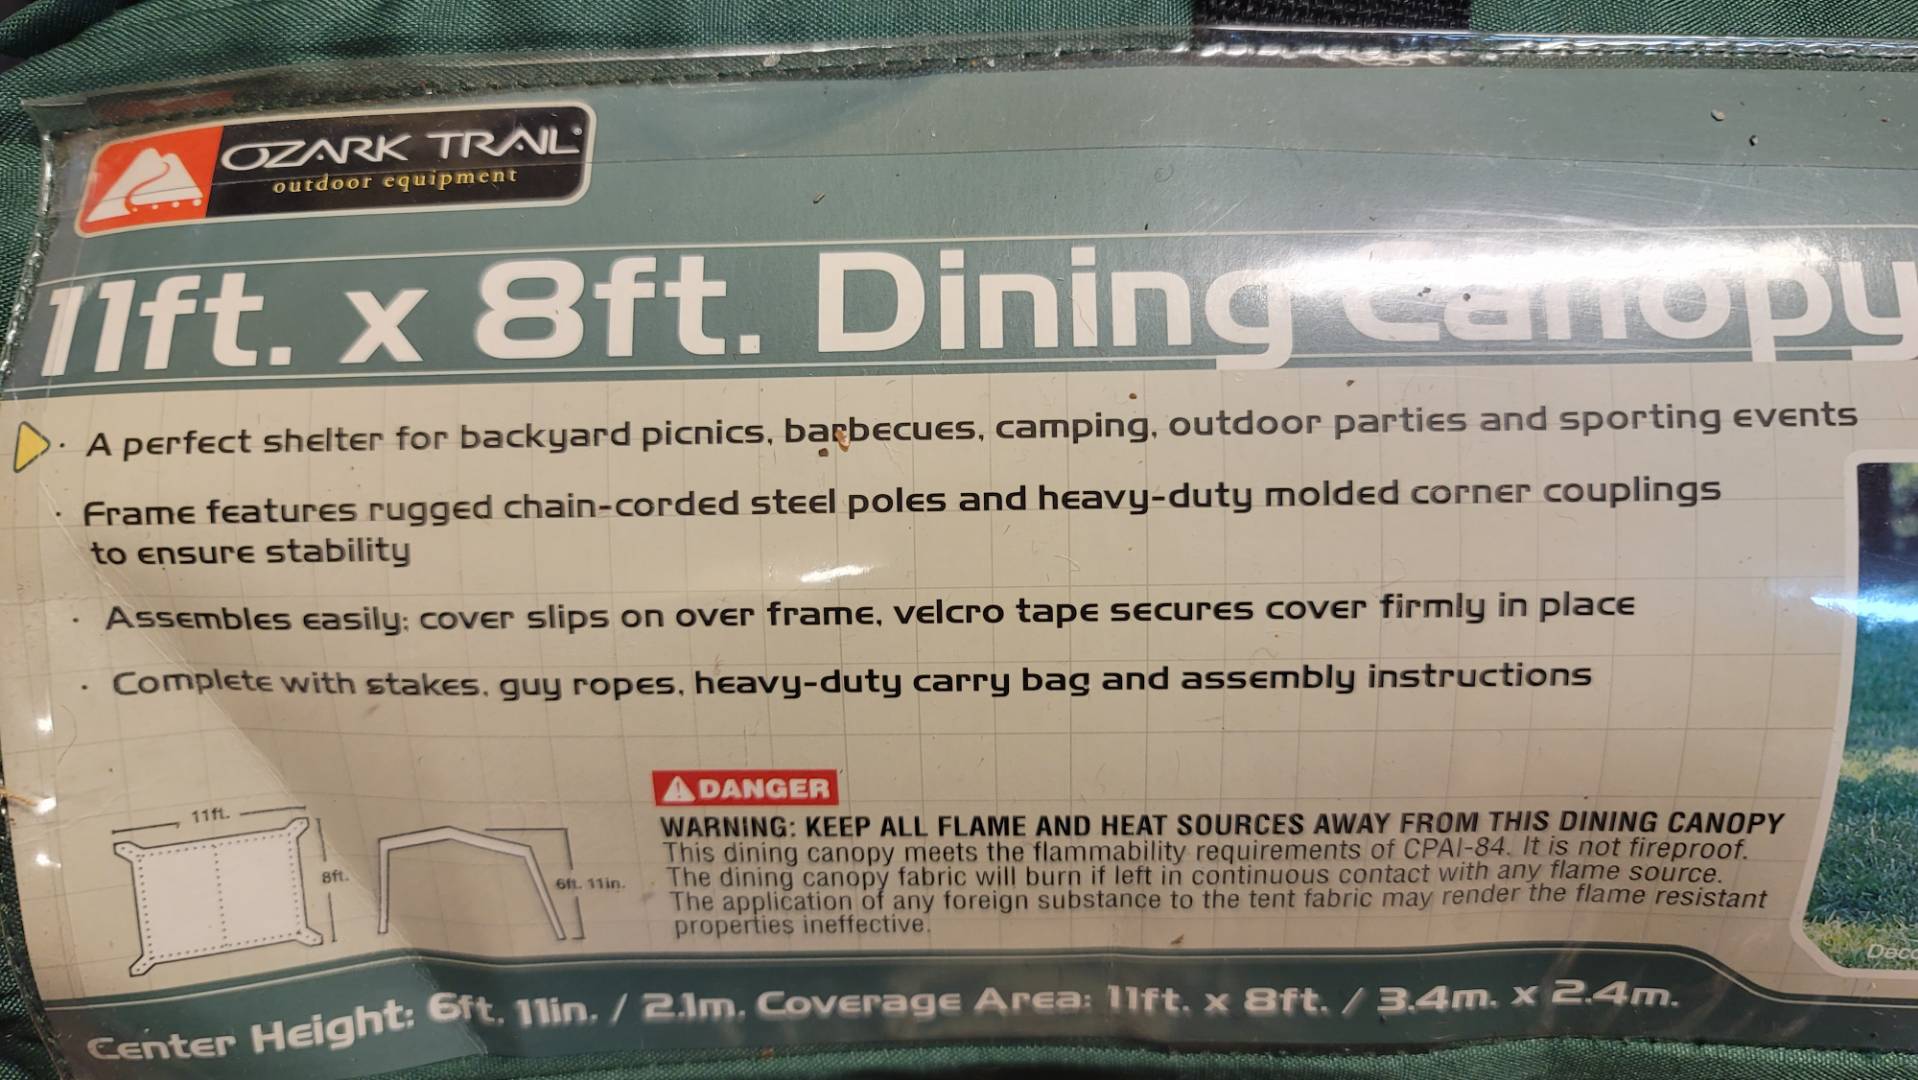 OZARK TRAIL
outdoor equipment
11ft. x 8ft. Dining Canopy
· A perfect shelter for backyard picnics, barbecues, camping, outdoor parties and sporting events
· Frame features rugged chain-corded steel poles and heavy-duty molded corner couplings
to ensure stability
· Assembles easily; cover slips on over frame, velcro tape secures cover firmly in place
· Complete with stakes, guy ropes, heavy-duty carry bag and assembly instructions
DANGER
WARNING: KEEP ALL FLAME AND HEAT SOURCES AWAY FROM THIS DINING CANOPY
This dining canopy meets the flammability requirements of CPAI-84. It is not fireproof.
The dining canopy fabric will burn if left in continuous contact with any flame source.
The application of any foreign substance to the tent fabric may render the flame resistant
properties ineffective.
11ft.
8ft.
6ft. 11in.
Center Height: 6ft. 11in. / 2.1m. Coverage Area: 11ft. x 8ft. / 3.4m. x 2.4m.